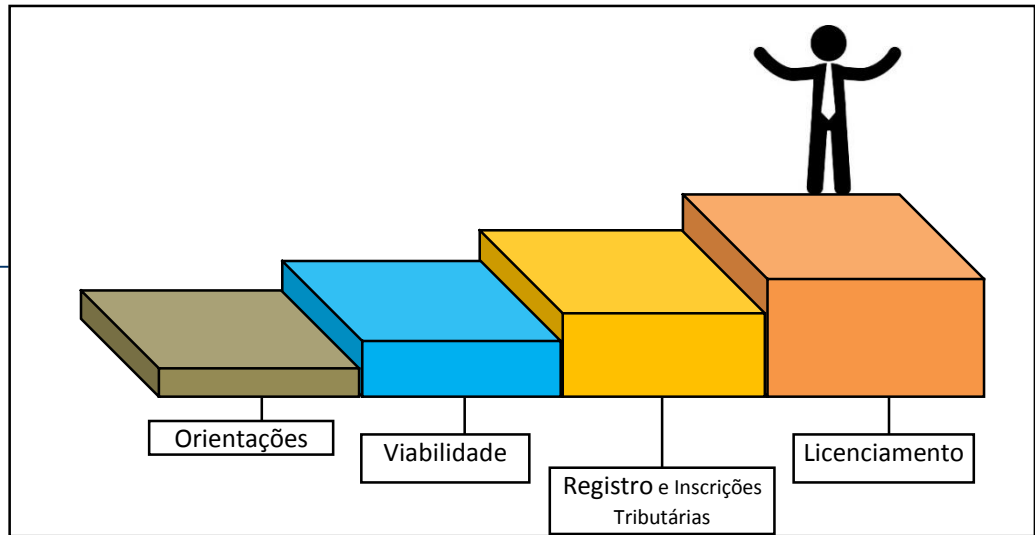 Orientações
Viabilidade
Registro e Inscrições
Tributárias
Licenciamento